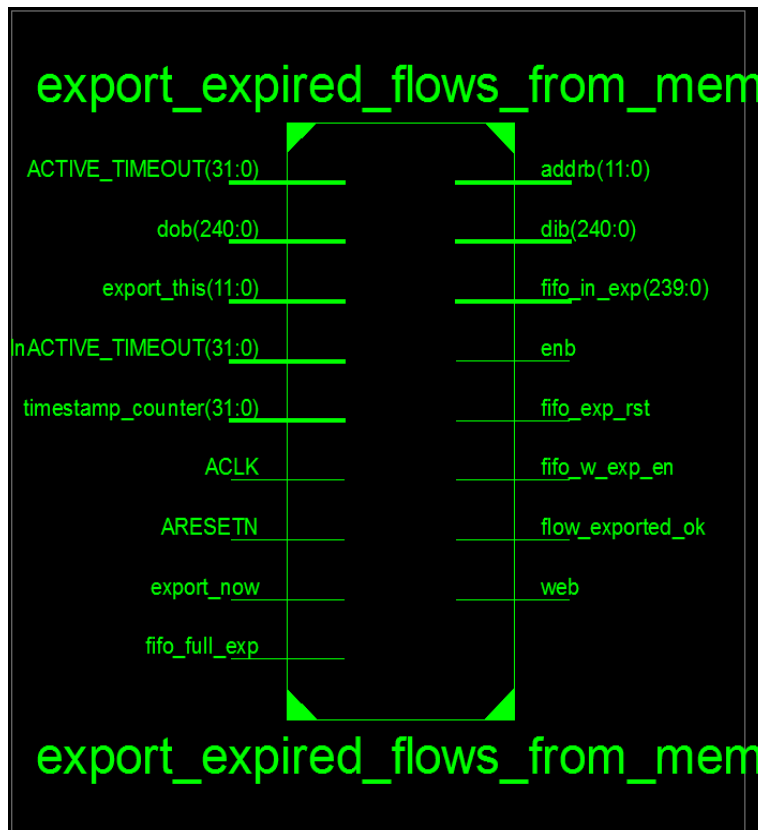 export_expired_flows_from_mem
ACTIVE_TIMEOUT(31:0)
addrb(11:0)
dob(240:0)
dib(240:0)
export_this(11:0)
fifo_in_exp(239:0)
InACTIVE_TIMEOUT(31:0)
enb
timestamp_counter(31:0)
fifo_exp_rst
ACLK
fifo_w_exp_en
ARESETN
flow_exported_ok
export_now
web
fifo_full_exp
export_expired_flows_from_mem